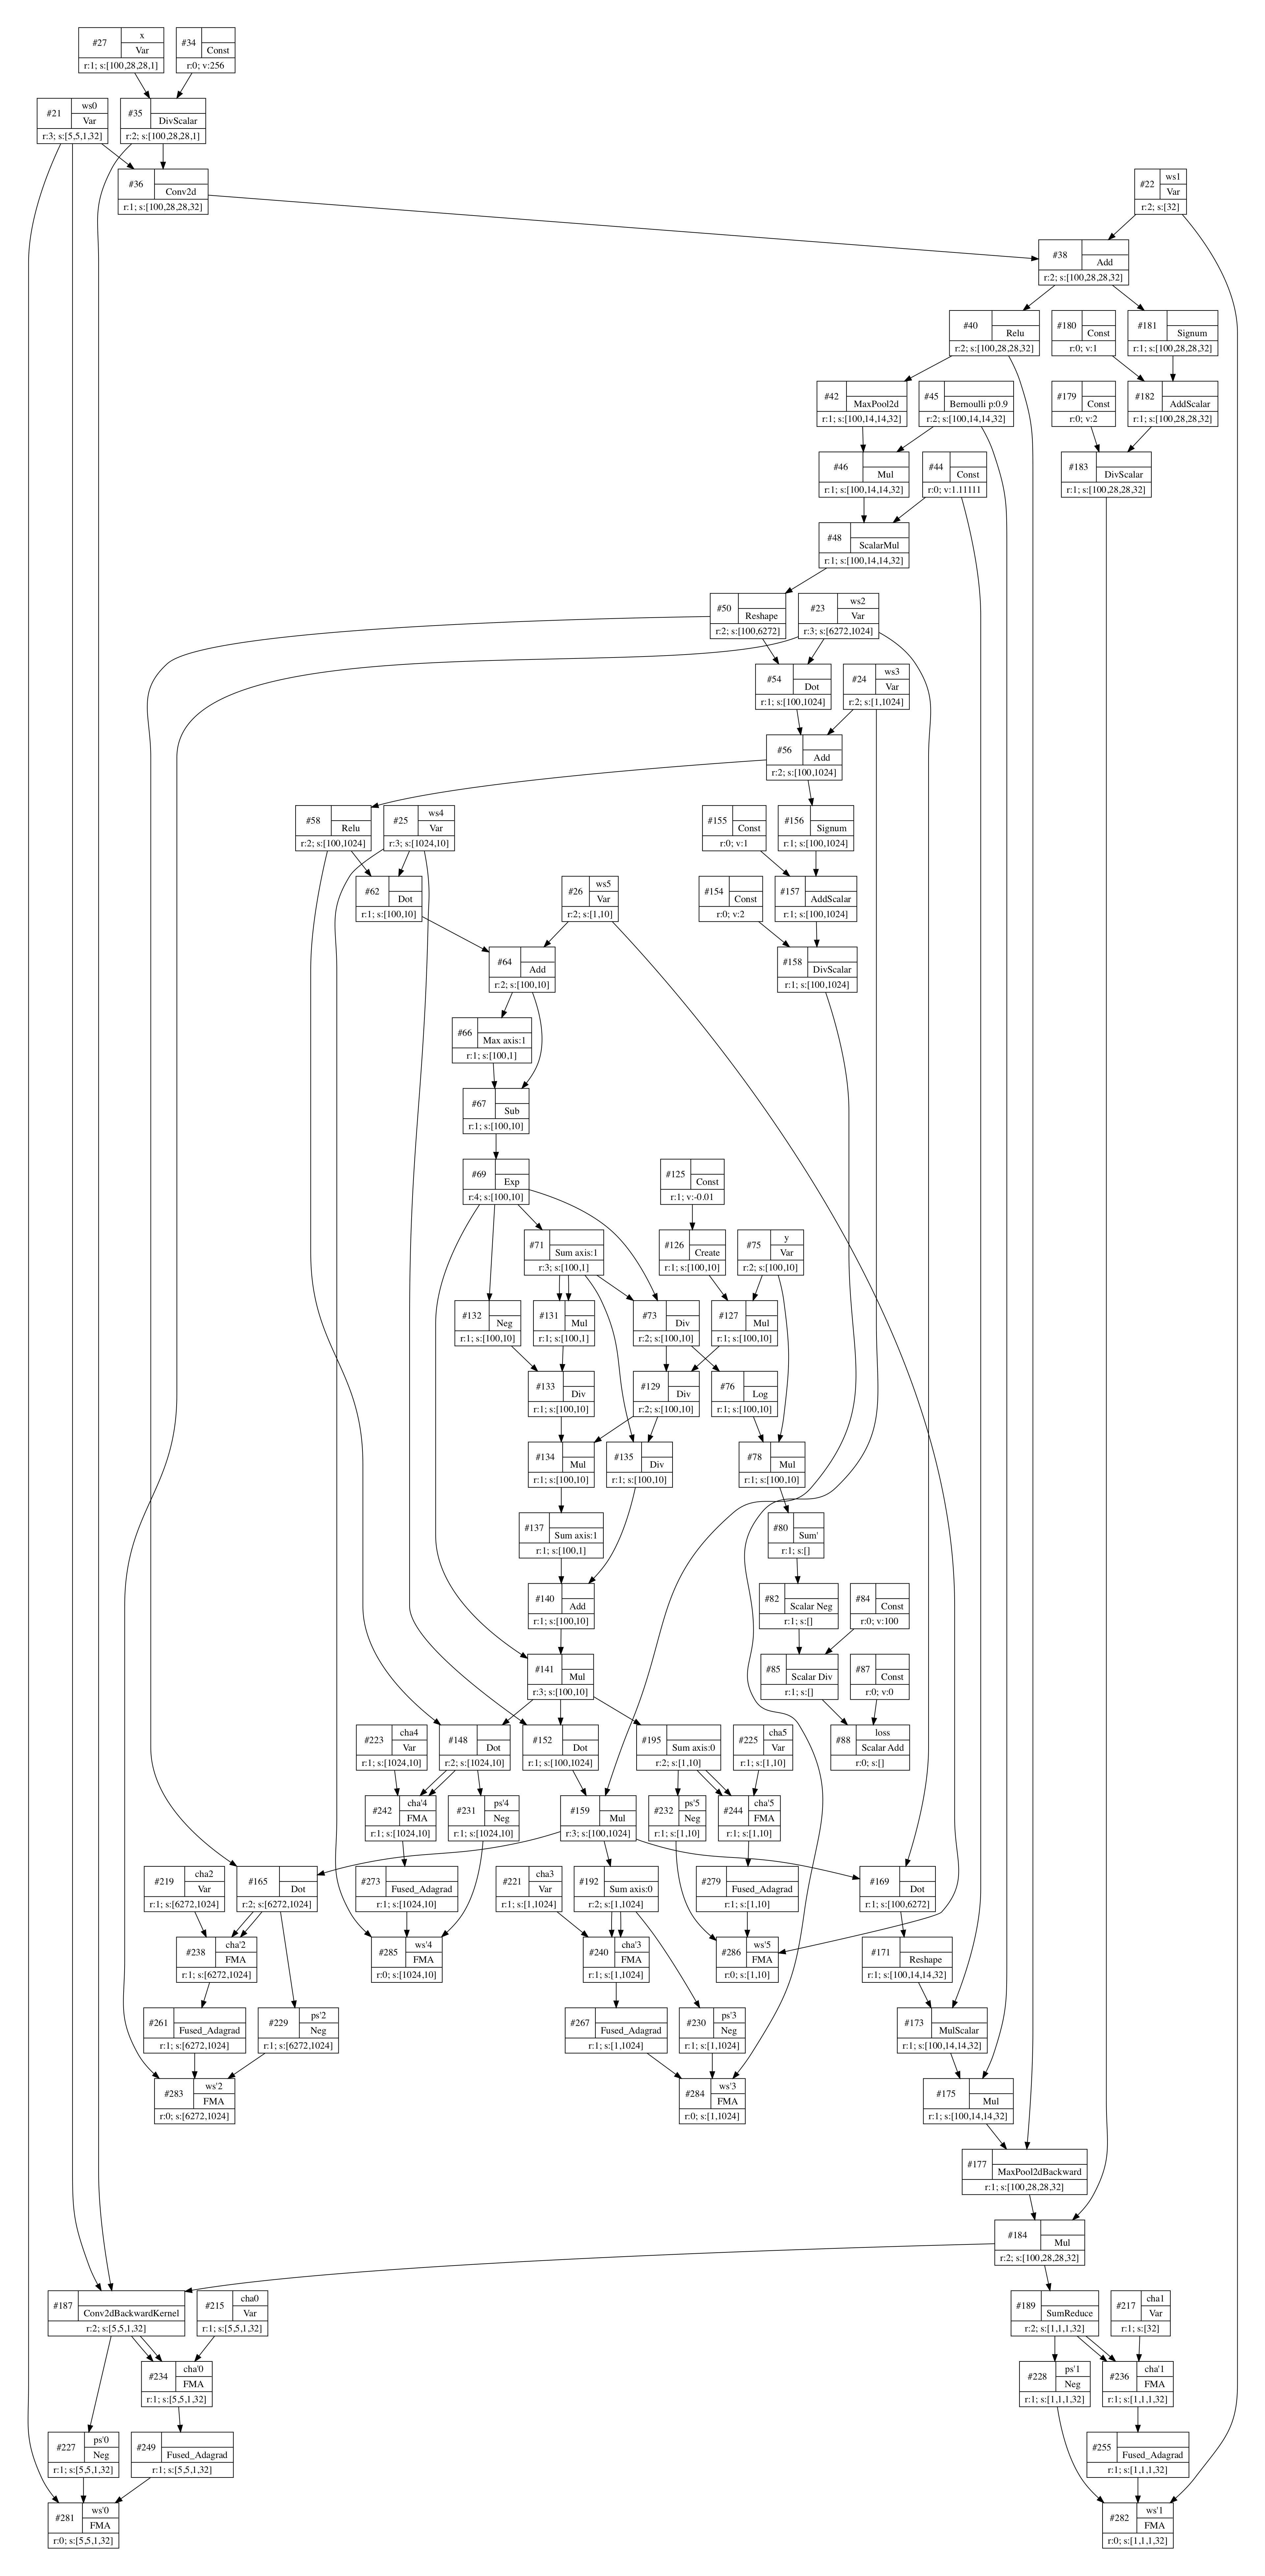 #27 x Var
r:1; s:[100,28,28,1]
#34 Const
r:0; v:256
#21 ws0 Var
r:3; s:[5,5,1,32]
#35 DivScalar
r:2; s:[100,28,28,1]
#36 Conv2d
r:1; s:[100,28,28,32]
#22 ws1 Var
r:2; s:[32]
#38 Add
r:2; s:[100,28,28,32]
#40 Relu
r:2; s:[100,28,28,32]
#180 Const
r:0; v:1
#181 Signum
r:1; s:[100,28,28,32]
#42 MaxPool2d
r:1; s:[100,14,14,32]
#45 Bernoulli p:0.9
r:2; s:[100,14,14,32]
#179 Const
r:0; v:2
#182 AddScalar
r:1; s:[100,28,28,32]
#46 Mul
r:1; s:[100,14,14,32]
#44 Const
r:0; v:1.11111
#183 DivScalar
r:1; s:[100,28,28,32]
#48 ScalarMul
r:1; s:[100,14,14,32]
#50 Reshape
r:2; s:[100,6272]
#23 ws2 Var
r:3; s:[6272,1024]
#54 Dot
r:1; s:[100,1024]
#24 ws3 Var
r:2; s:[1,1024]
#56 Add
r:2; s:[100,1024]
#58 Relu
r:2; s:[100,1024]
#25 ws4 Var
r:3; s:[1024,10]
#155 Const
r:0; v:1
#156 Signum
r:1; s:[100,1024]
#62 Dot
r:1; s:[100,10]
#26 ws5 Var
r:2; s:[1,10]
#154 Const
r:0; v:2
#157 AddScalar
r:1; s:[100,1024]
#64 Add
r:2; s:[100,10]
#158 DivScalar
r:1; s:[100,1024]
#66 Max axis:1
r:1; s:[100,1]
#67 Sub
r:1; s:[100,10]
#69 Exp
r:4; s:[100,10]
#125 Const
r:1; v:-0.01
#71 Sum axis:1
r:3; s:[100,1]
#126 Create
r:1; s:[100,10]
#75 y Var
r:2; s:[100,10]
#132 Neg
r:1; s:[100,10]
#131 Mul
r:1; s:[100,1]
#73 Div
r:2; s:[100,10]
#127 Mul
r:1; s:[100,10]
#133 Div
r:1; s:[100,10]
#129 Div
r:2; s:[100,10]
#76 Log
r:1; s:[100,10]
#134 Mul
r:1; s:[100,10]
#135 Div
r:1; s:[100,10]
#78 Mul
r:1; s:[100,10]
#137 Sum axis:1
r:1; s:[100,1]
#80 Sum'
r:1; s:[]
#140 Add
r:1; s:[100,10]
#82 Scalar Neg
r:1; s:[]
#84 Const
r:0; v:100
#141 Mul
r:3; s:[100,10]
#85 Scalar Div
r:1; s:[]
#87 Const
r:0; v:0
#223 cha4 Var
r:1; s:[1024,10]
#148 Dot
r:2; s:[1024,10]
#152 Dot
r:1; s:[100,1024]
#195 Sum axis:0
r:2; s:[1,10]
#225 cha5 Var
r:1; s:[1,10]
#88 loss Scalar Add
r:0; s:[]
#242 cha'4 FMA
r:1; s:[1024,10]
#231 ps'4 Neg
r:1; s:[1024,10]
#159 Mul
r:3; s:[100,1024]
#232 ps'5 Neg
r:1; s:[1,10]
#244 cha'5 FMA
r:1; s:[1,10]
#219 cha2 Var
r:1; s:[6272,1024]
#165 Dot
r:2; s:[6272,1024]
#273 Fused_Adagrad
r:1; s:[1024,10]
#221 cha3 Var
r:1; s:[1,1024]
#192 Sum axis:0
r:2; s:[1,1024]
#279 Fused_Adagrad
r:1; s:[1,10]
#169 Dot
r:1; s:[100,6272]
#238 cha'2 FMA
r:1; s:[6272,1024]
#285 ws'4 FMA
r:0; s:[1024,10]
#240 cha'3 FMA
r:1; s:[1,1024]
#286 ws'5 FMA
r:0; s:[1,10]
#171 Reshape
r:1; s:[100,14,14,32]
#261 Fused_Adagrad
r:1; s:[6272,1024]
#229 ps'2 Neg
r:1; s:[6272,1024]
#267 Fused_Adagrad
r:1; s:[1,1024]
#230 ps'3 Neg
r:1; s:[1,1024]
#173 MulScalar
r:1; s:[100,14,14,32]
#283 ws'2 FMA
r:0; s:[6272,1024]
#284 ws'3 FMA
r:0; s:[1,1024]
#175 Mul
r:1; s:[100,14,14,32]
#177 MaxPool2dBackward
r:1; s:[100,28,28,32]
#184 Mul
r:2; s:[100,28,28,32]
#187 Conv2dBackwardKernel
r:2; s:[5,5,1,32]
#215 cha0 Var
r:1; s:[5,5,1,32]
#189 SumReduce
r:2; s:[1,1,1,32]
#217 cha1 Var
r:1; s:[32]
#234 cha'0 FMA
r:1; s:[5,5,1,32]
#228 ps'1 Neg
r:1; s:[1,1,1,32]
#236 cha'1 FMA
r:1; s:[1,1,1,32]
#227 ps'0 Neg
r:1; s:[5,5,1,32]
#249 Fused_Adagrad
r:1; s:[5,5,1,32]
#255 Fused_Adagrad
r:1; s:[1,1,1,32]
#281 ws'0 FMA
r:0; s:[5,5,1,32]
#282 ws'1 FMA
r:0; s:[1,1,1,32]